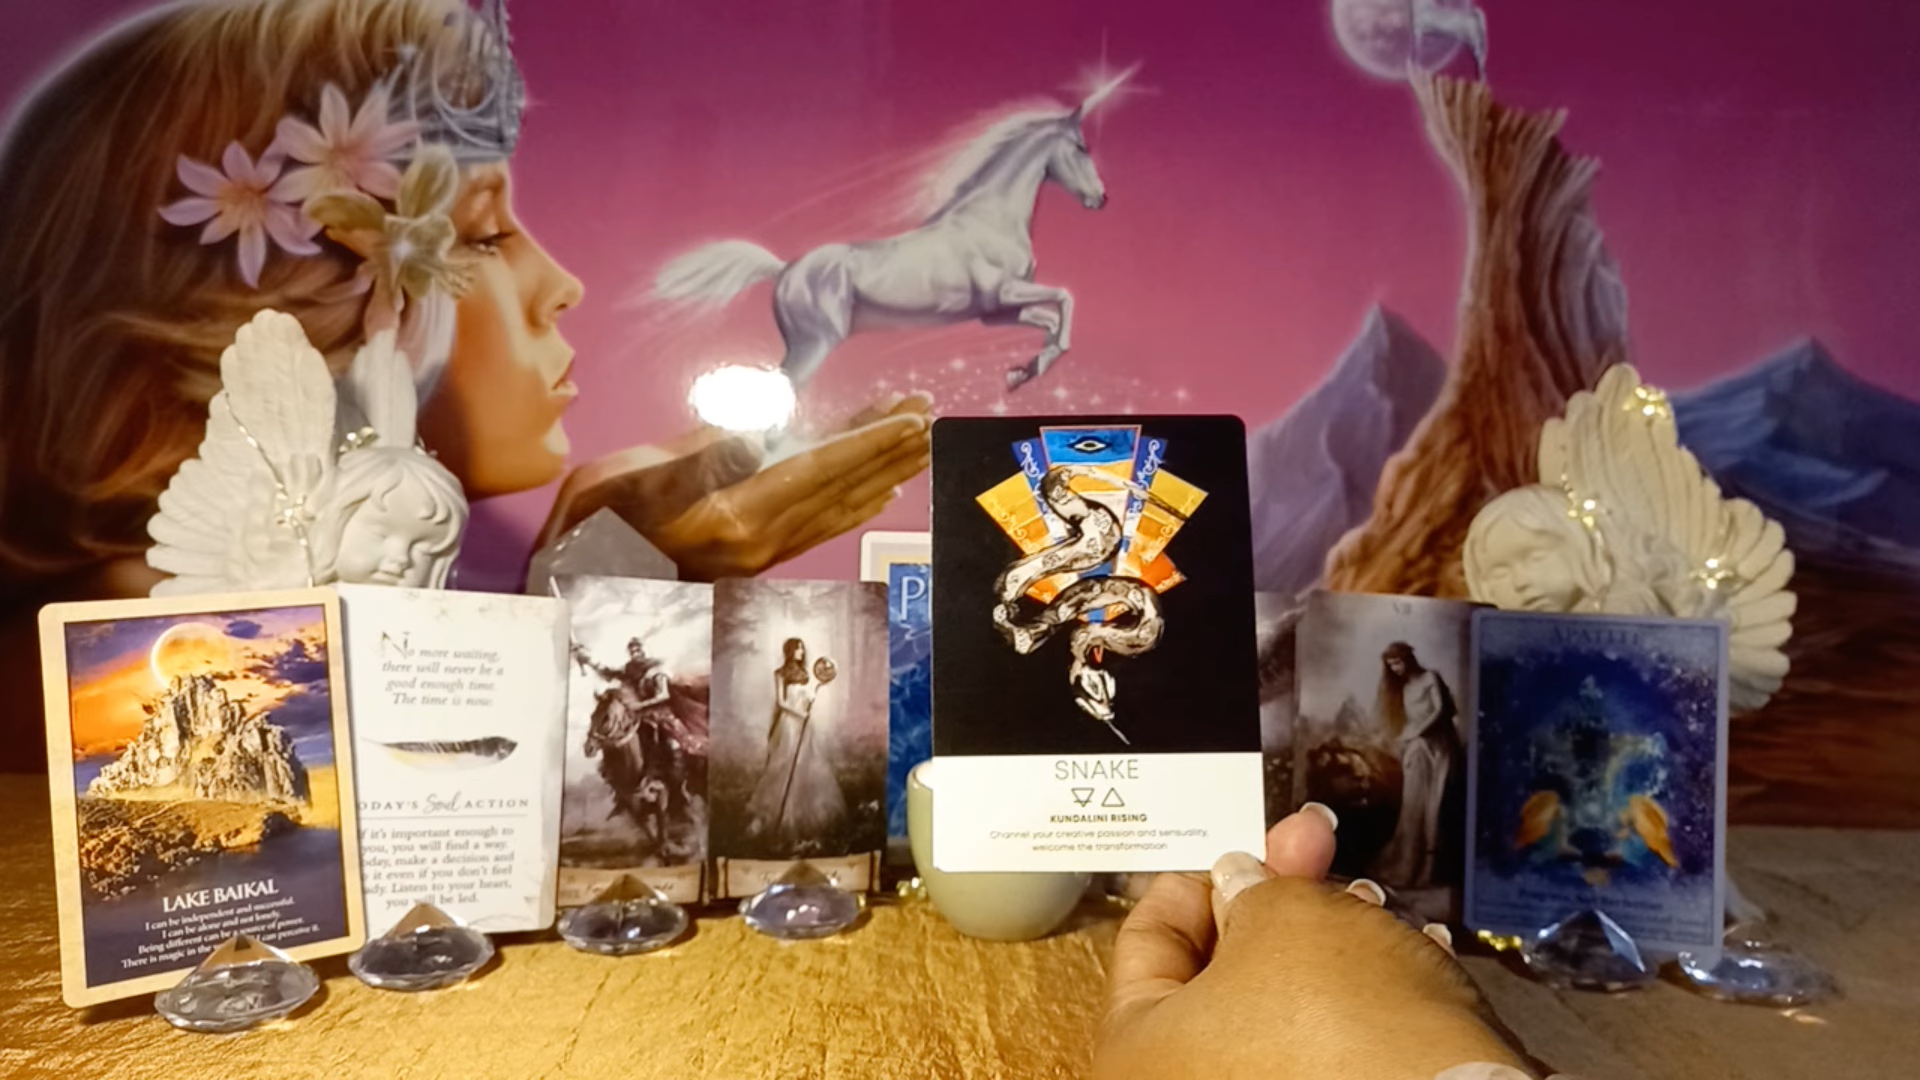 LAKE BAIKAL
I can be independent and successful.
I can be alone and not lonely.
Being different can be a source of power.
There is magic in the I can perceive it.
No more waiting,
there will never be a
good enough time.
The time is now.
ODAY'S Soul ACTION
f it's important enough to
you, you will find a way.
oday, make a decision and
it even if you don't feel
ady. Listen to your heart,
you will be led.
P
SNAKE
KUNDALINI RISING
Channel your creative passion and sensuality,
welcome the transformation
VII
APATITE